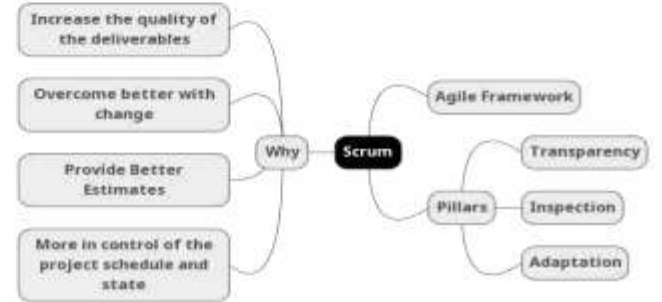 Increase the quality of
the deliverables
Overcome better with
change
Provide Better
Estimates
More in control of the
project schedule and
state
Why
Scrum
Agile Framework
Pillars
Transparency
Inspection
Adaptation